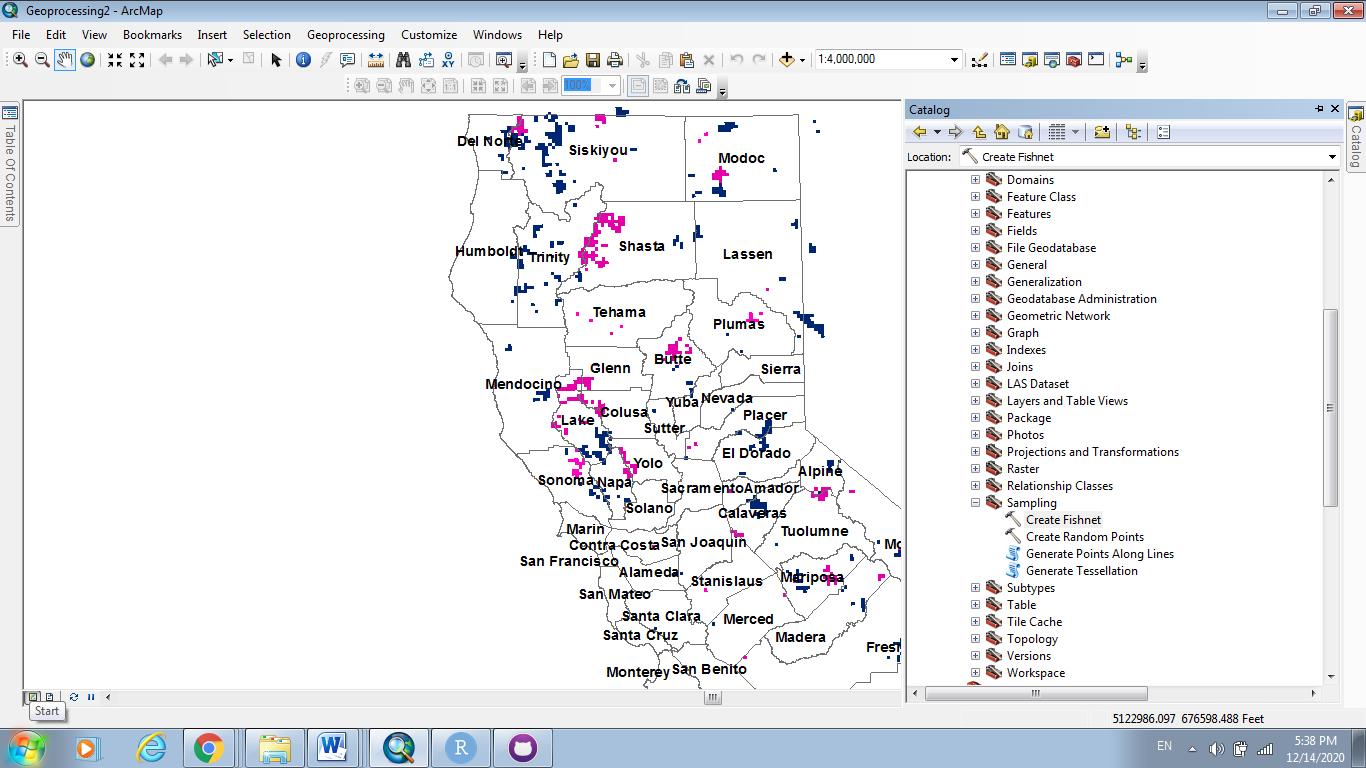 Geoprocessing2 - ArcMap
File Edit View Bookmarks Insert Selection Geoprocessing Customize Windows Help
1:4,000,000
100%
Table Of Contents
Catalog
Catalog
Location: Create Fishnet
Domains
Feature Class
Features
Fields
File Geodatabase
General
Generalization
Geodatabase Administration
Geometric Network
Graph
Indexes
Joins
LAS Dataset
Layers and Table Views
Package
Photos
Projections and Transformations
Raster
Relationship Classes
Sampling
Create Fishnet
Create Random Points
Generate Points Along Lines
Generate Tessellation
Subtypes
Table
Tile Cache
Topology
Versions
Workspace
Del Norte
Siskiyou
Modoc
Humboldt
Trinity
Shasta
Lassen
Tehama
Plumas
Butte
Glenn
Sierra
Mendocino
Yuba
Nevada
Colusa
Placer
Lake
Sutter
El Dorado
Yolo
Alpine
Sonoma
Napa
Sacramento
Amador
Solano
Calaveras
Marin
Tuolumne
Contra Costa
San Joaquin
San Francisco
Alameda
Stanislaus
Mariposa
San Mateo
Santa Clara
Merced
Santa Cruz
Madera
Monterey
San Benito
Start
5122986.097 676598.488 Feet
EN
5:38 PM
12/14/2020